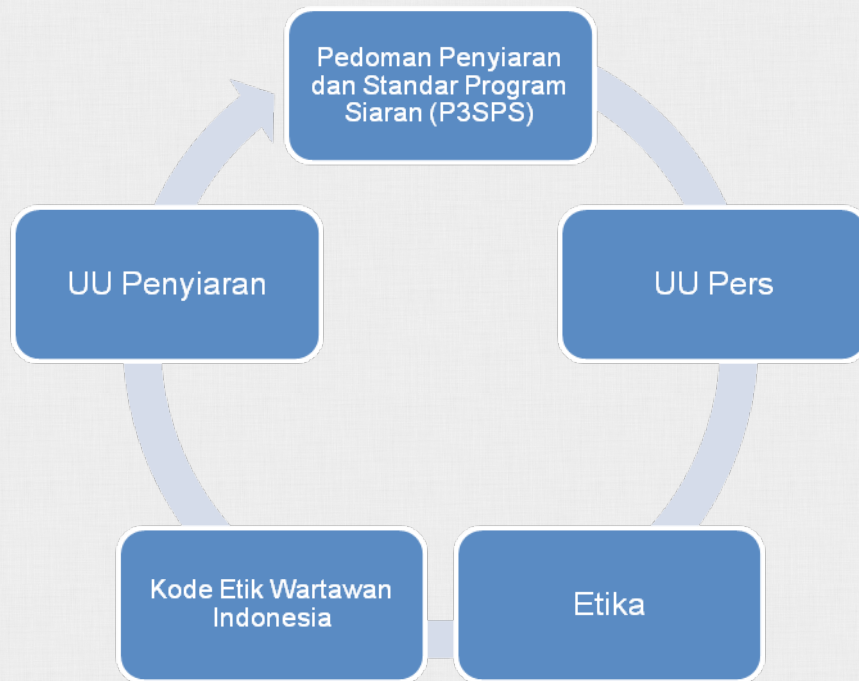 Pedoman Penyiaran
dan Standar Program
Siaran (P3SPS)
UU Penyiaran
UU Pers
Kode Etik Wartawan
Indonesia
Etika